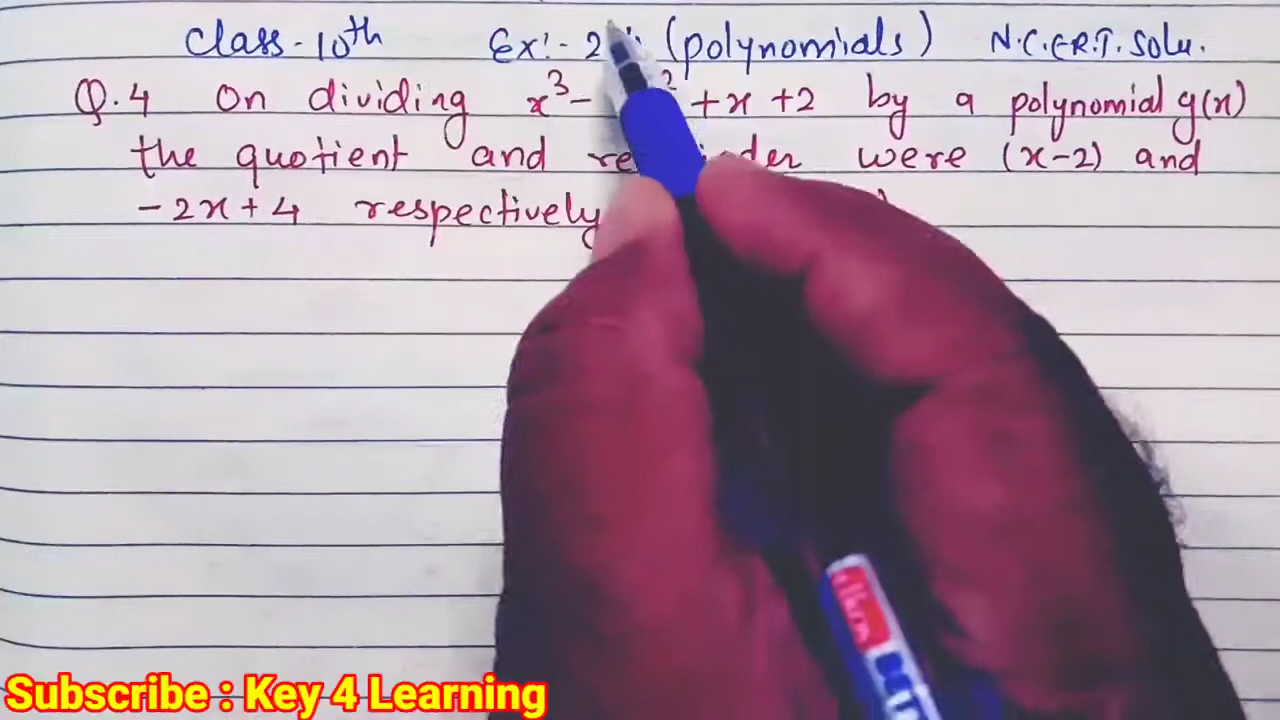 Class-10th Ex:- 2 (polynomials) N.C.E.R.T. Solu.
Q.4 On dividing x³- ² +x +2 by a polynomial g(x)
the quotient and were (x-2) and
-2x+4 respectively
Subscribe : Key 4 Learning